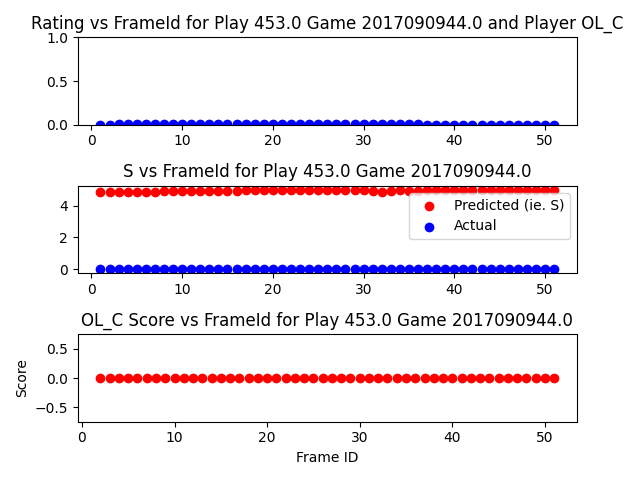 Rating vs FrameId for Play 453.0 Game 2017090944.0 and Player OL_C
1.0
0.5
0.0
0 10 20 30 40 50
S vs FrameId for Play 453.0 Game 2017090944.0
4
2
0
Predicted (ie. S)
Actual
0 10 20 30 40 50
OL_C Score vs FrameId for Play 453.0 Game 2017090944.0
Score
0.5
0.0
−0.5
0 10 20 30 40 50
Frame ID